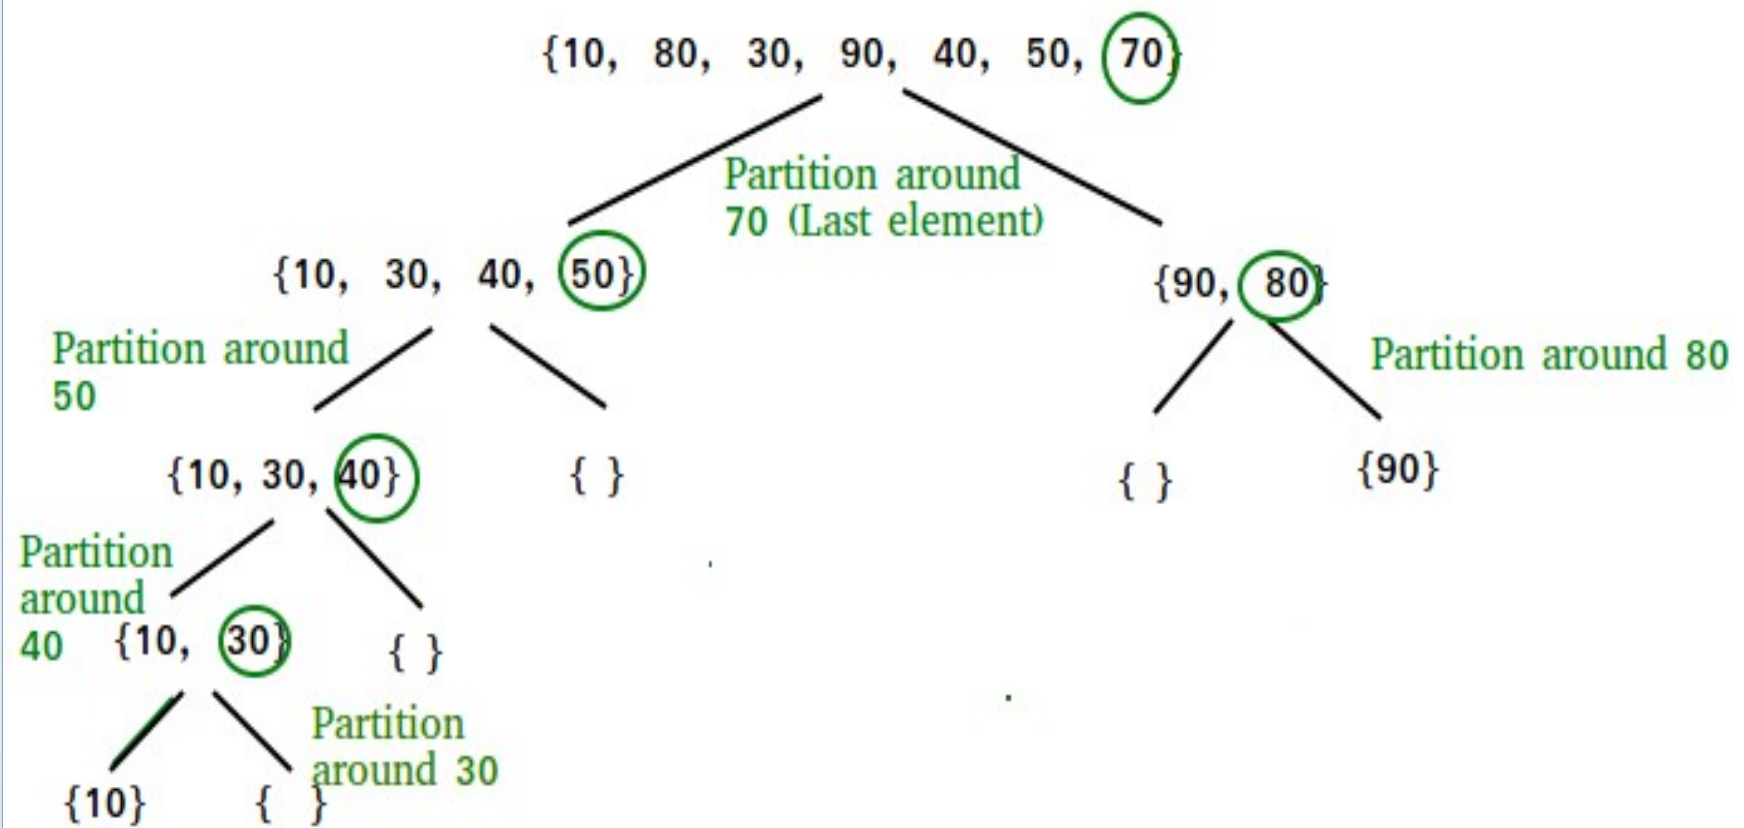 {10, 80, 30, 90, 40, 50, 70}
Partition around
70 (Last element)
{10, 30, 40, 50}
{90, 80}
Partition around
50
Partition around 80
{10, 30, 40}
{ }
{ }
{90}
Partition
around
40
{10, 30}
{ }
Partition
around 30
{10}
{ }